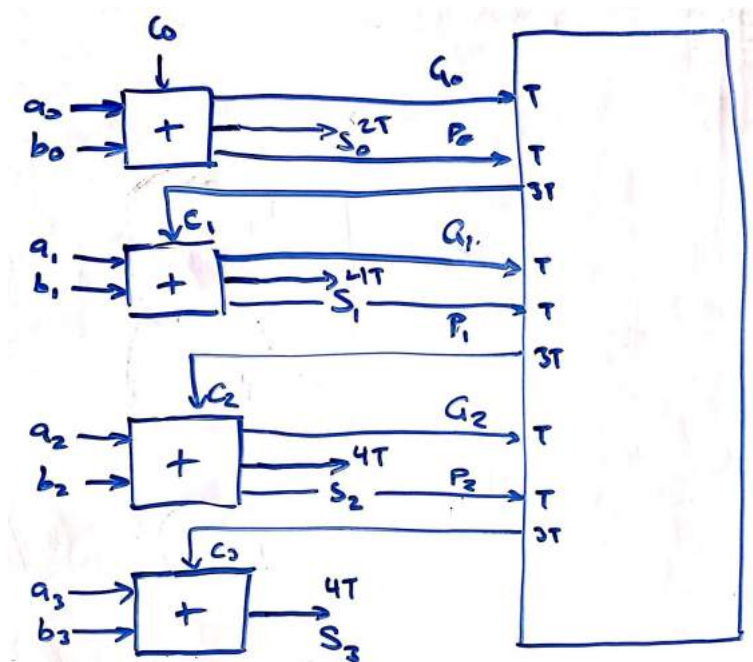 C0
G0
a0 T
+ S0 2T P0
b0 T
3T
C1
G1.
a1 T
+ 4T
b1 S1 T
P1
3T
C2
G2
a2 T
+ 4T
b2 S2 P2 T
3T
C3
a3 4T
+
b3 S3